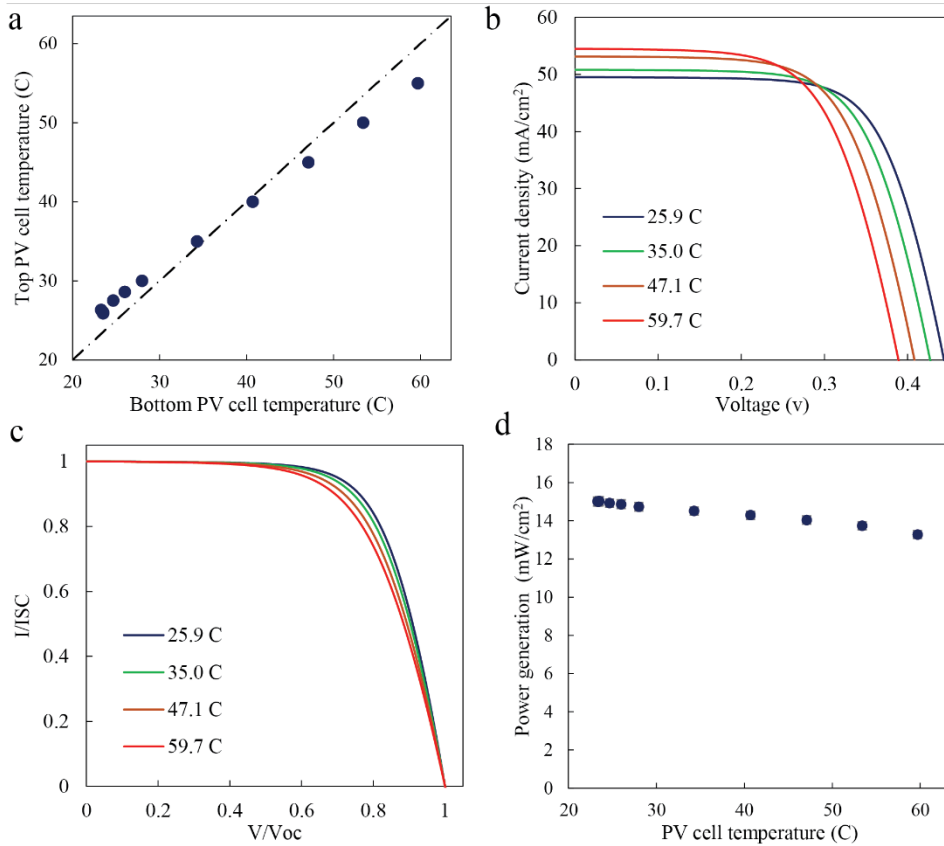 a
Top PV cell temperature (C)
60
50
40
30
20
20 30 40 50 60
Bottom PV cell temperature (C)
b
Current density (mA/cm²)
60
50
40
30
20
10
0
25.9 C
35.0 C
47.1 C
59.7 C
0 0.1 0.2 0.3 0.4
Voltage (v)
c
I/ISC
1
0.8
0.6
0.4
0.2
0
25.9 C
35.0 C
47.1 C
59.7 C
0 0.2 0.4 0.6 0.8 1
V/Voc
d
Power generation (mW/cm²)
18
16
14
12
10
8
6
4
2
0
20 30 40 50 60
PV cell temperature (C)